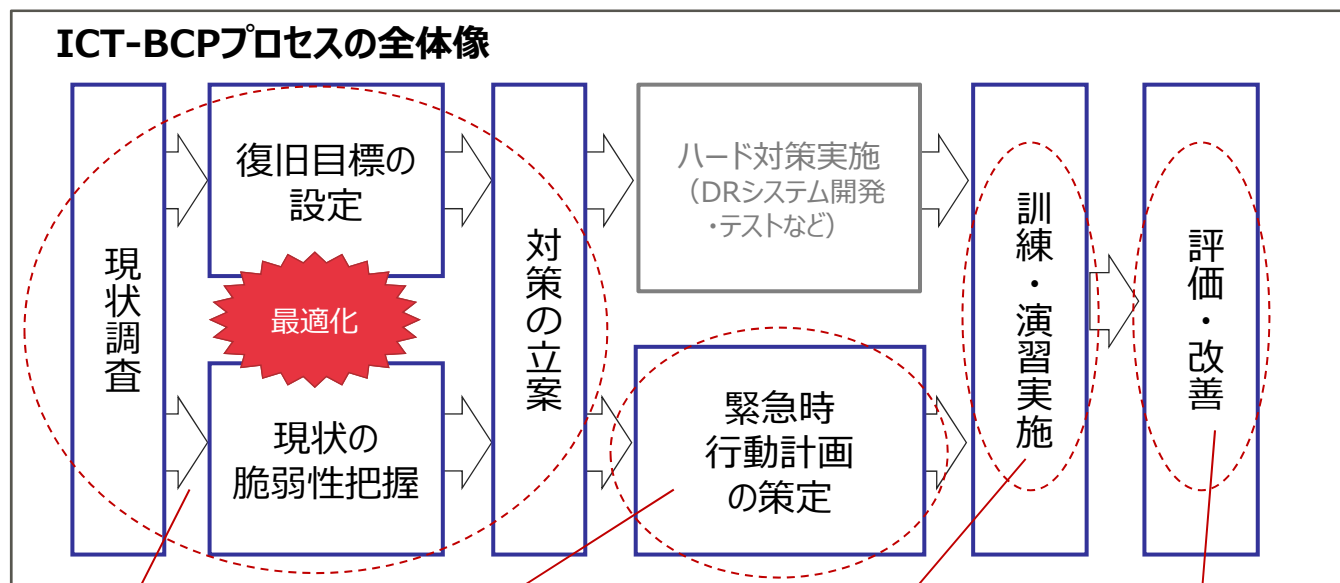 ICT-BCPプロセスの全体像
現状調査
復旧目標の
設定
最適化
現状の
脆弱性把握
対策の立案
ハード対策実施
（DRシステム開発
・テストなど）
緊急時
行動計画
の策定
訓練・演習実施
評価・改善